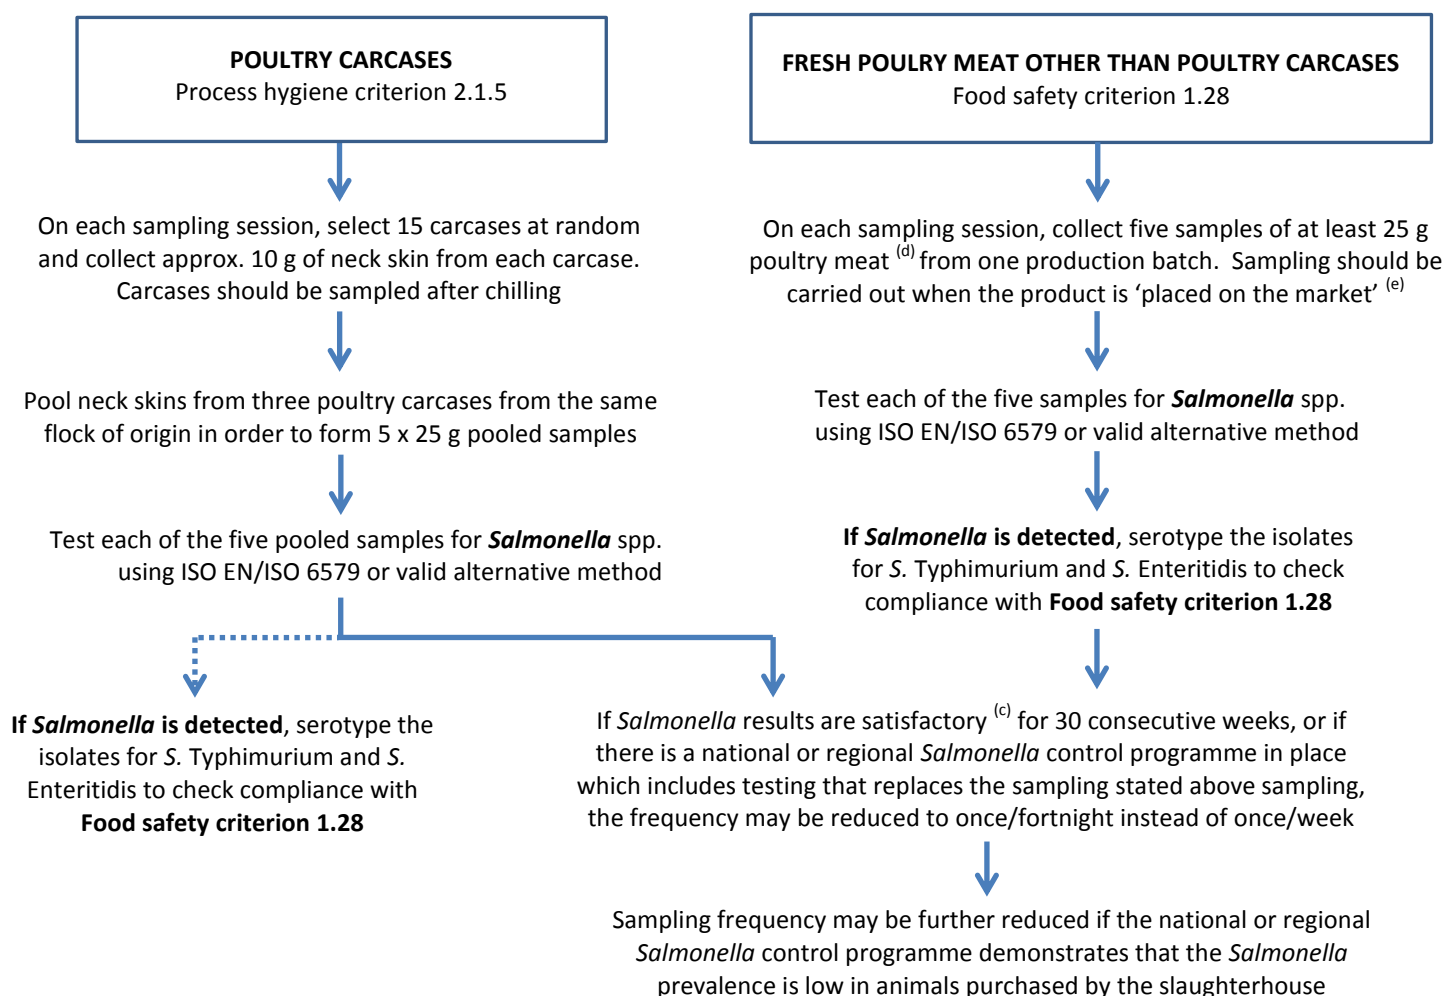 POULTRY CARCASES
Process hygiene criterion 2.1.5
On each sampling session, select 15 carcases at random
and collect approx. 10 g of neck skin from each carcase.
Carcases should be sampled after chilling
Pool neck skins from three poultry carcases from the same
flock of origin in order to form 5 x 25 g pooled samples
Test each of the five pooled samples for Salmonella spp.
using ISO EN/ISO 6579 or valid alternative method
If Salmonella is detected, serotype the
isolates for S. Typhimurium and S.
Enteritidis to check compliance with
Food safety criterion 1.28
FRESH POULRY MEAT OTHER THAN POULTRY CARCASES
Food safety criterion 1.28
On each sampling session, collect five samples of at least 25 g
poultry meat (d) from one production batch. Sampling should be
carried out when the product is ‘placed on the market’ (e)
Test each of the five samples for Salmonella spp.
using ISO EN/ISO 6579 or valid alternative method
If Salmonella is detected, serotype the isolates
for S. Typhimurium and S. Enteritidis to check
compliance with Food safety criterion 1.28
If Salmonella results are satisfactory (c) for 30 consecutive weeks, or if
there is a national or regional Salmonella control programme in place
which includes testing that replaces the sampling stated above sampling,
the frequency may be reduced to once/fortnight instead of once/week
Sampling frequency may be further reduced if the national or regional
Salmonella control programme demonstrates that the Salmonella
prevalence is low in animals purchased by the slaughterhouse